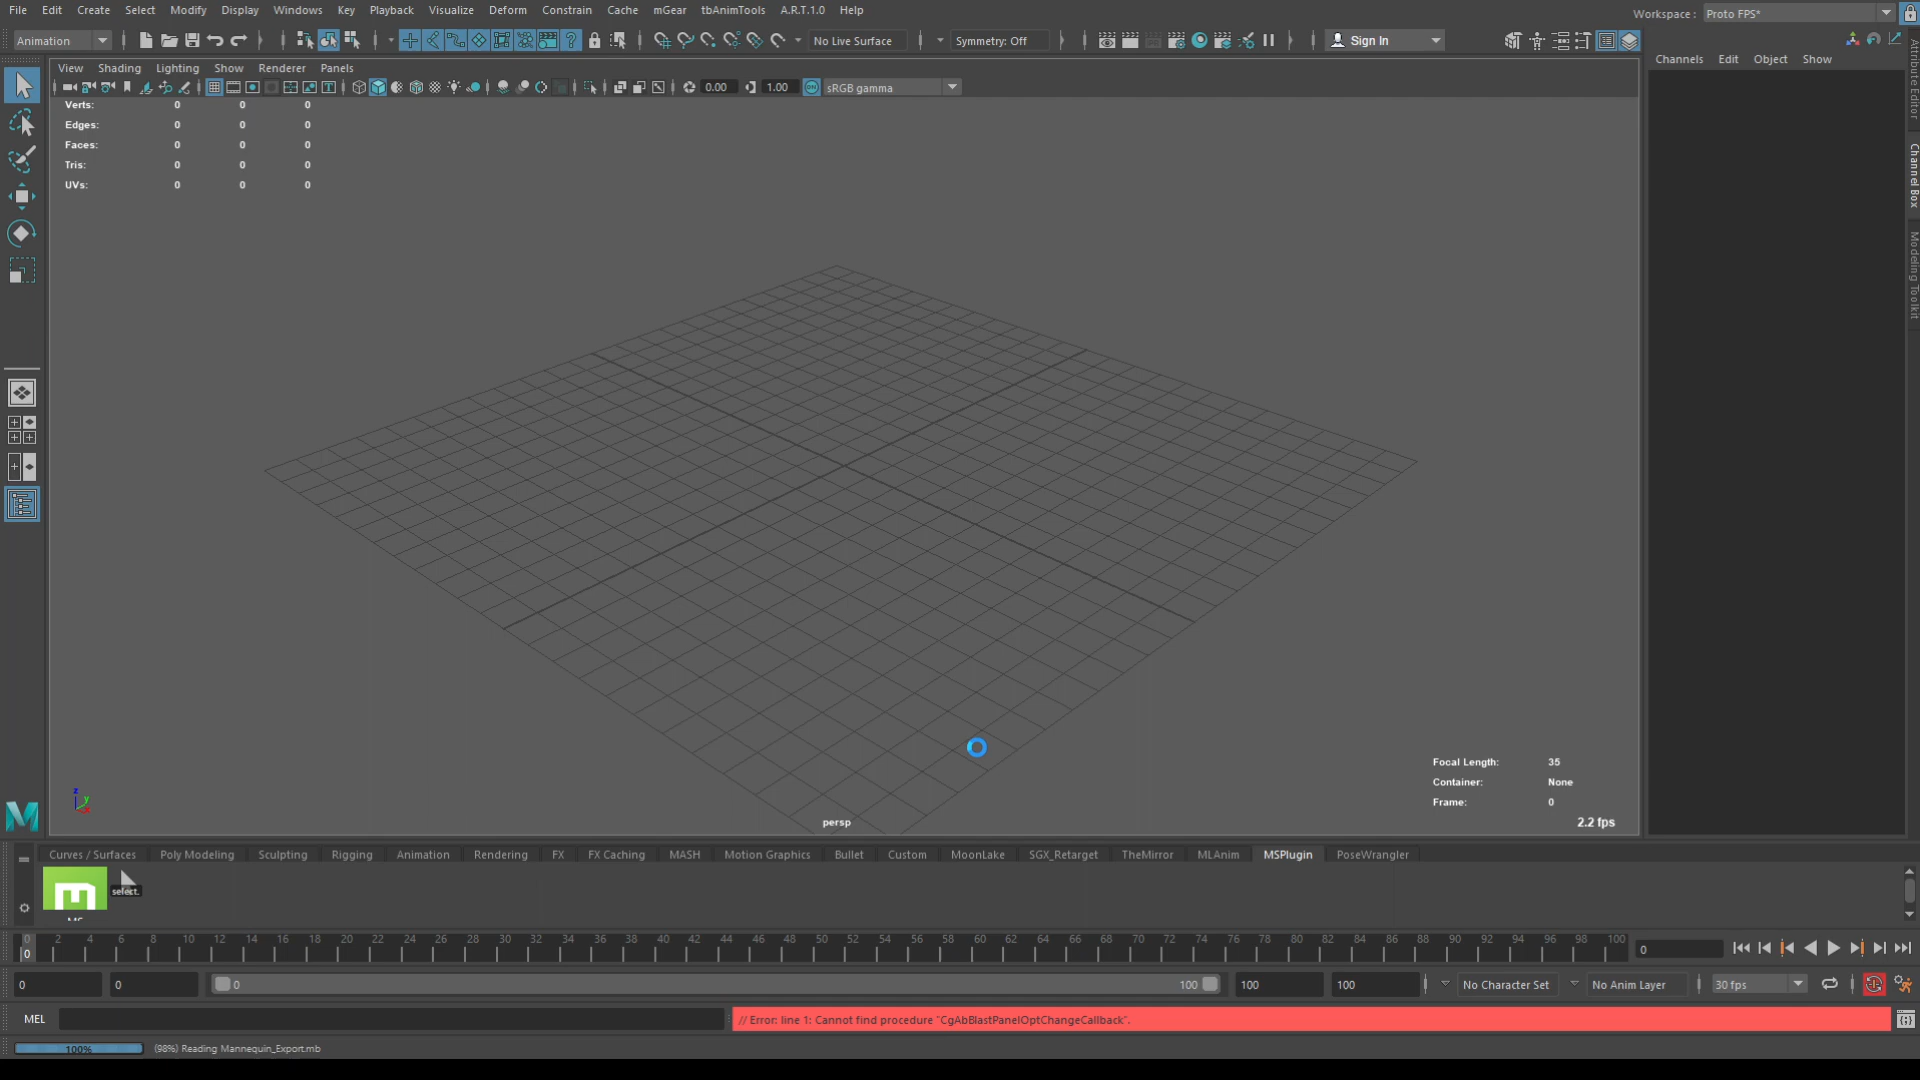 File Edit Create Select Modify Display Windows Key Playback Visualize Deform Constrain Cache mGear tbAnimTools A.R.T.1.0 Help
Workspace : Proto FPS*
Animation No Live Surface Symmetry: Off Sign In
View Shading Lighting Show Renderer Panels
Channels Edit Object Show
0.00 1.00 sRGB gamma
Verts: 0 0 0
Edges: 0 0 0
Faces: 0 0 0
Tris: 0 0 0
UVs: 0 0 0
Attribute Editor
Channel Box
Modeling Toolkit
Focal Length: 35
Container: None
Frame: 0
z
y
x
persp
2.2 fps
Curves / Surfaces Poly Modeling Sculpting Rigging Animation Rendering FX FX Caching MASH Motion Graphics Bullet Custom MoonLake SGX_Retarget TheMirror MLAnim MSPlugin PoseWrangler
select.
0 2 4 6 8 10 12 14 16 18 20 22 24 26 28 30 32 34 36 38 40 42 44 46 48 50 52 54 56 58 60 62 64 66 68 70 72 74 76 78 80 82 84 86 88 90 92 94 96 98 100
0
0
0 0 0 100 100 100 No Character Set No Anim Layer 30 fps
MEL // Error: line 1: Cannot find procedure "CgAbBlastPanelOptChangeCallback".
100% (98%) Reading Mannequin_Export.mb